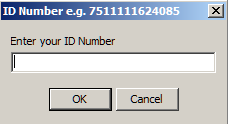 ID Number e.g. 7511111624085
Enter your ID Number
OK Cancel